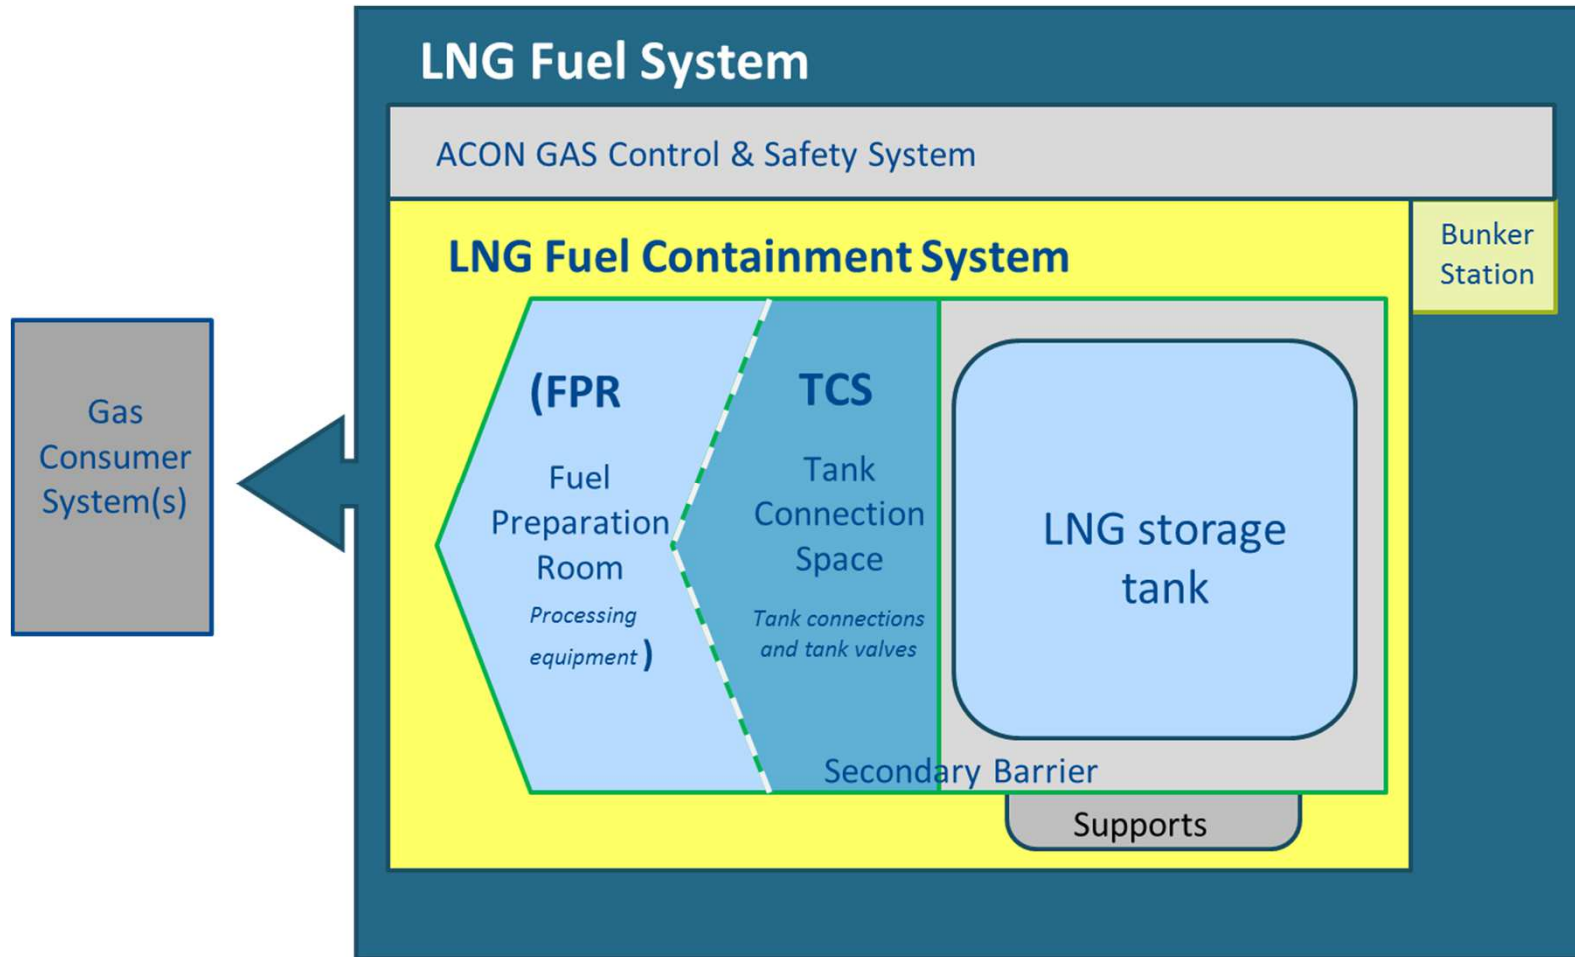 LNG Fuel System
ACON GAS Control & Safety System
Bunker
Station
LNG Fuel Containment System
Gas
Consumer
System(s)
(FPR
Fuel
Preparation
Room
Processing
equipment )
TCS
Tank
Connection
Space
Tank connections
and tank valves
LNG storage
tank
Secondary Barrier
Supports